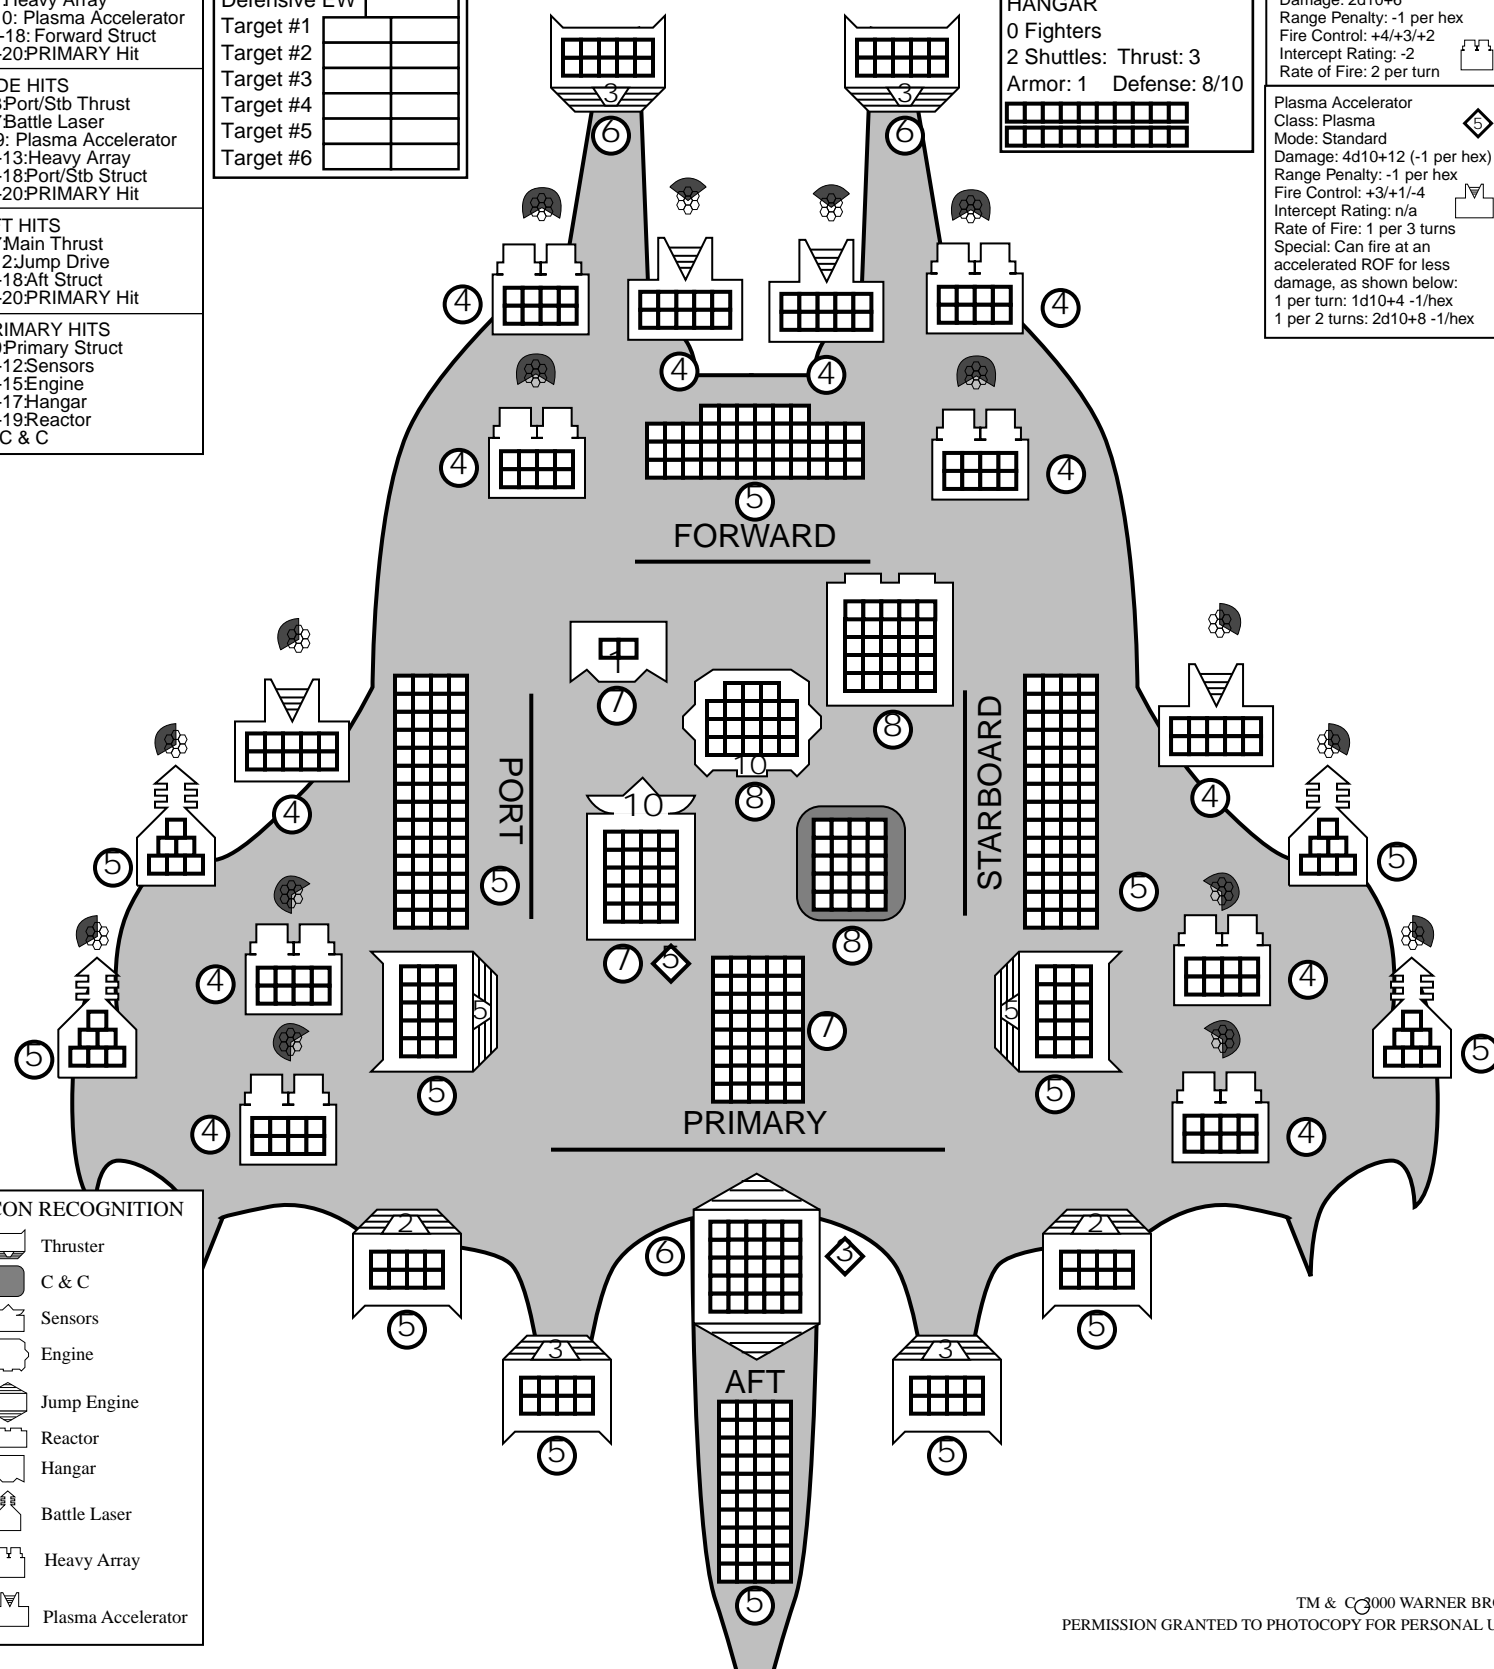 Heavy Array
0: Plasma Accelerator
-18: Forward Struct
-20:PRIMARY Hit
DE HITS
Port/Stb Thrust
Battle Laser
9: Plasma Accelerator
-13:Heavy Array
-18:Port/Stb Struct
-20:PRIMARY Hit
T HITS
Main Thrust
2:Jump Drive
-18:Aft Struct
-20:PRIMARY Hit
RIMARY HITS
Primary Struct
-12:Sensors
-15:Engine
-17:Hangar
-19:Reactor
C & C
Defensive EW
Target #1
Target #2
Target #3
Target #4
Target #5
Target #6
HANGAR
0 Fighters
2 Shuttles: Thrust: 3
Armor: 1 Defense: 8/10
Damage: 2d10+6
Range Penalty: -1 per hex
Fire Control: +4/+3/+2
Intercept Rating: -2
Rate of Fire: 2 per turn
Plasma Accelerator
Class: Plasma
5
Mode: Standard
Damage: 4d10+12 (-1 per hex)
Range Penalty: -1 per hex
Fire Control: +3/+1/-4
Intercept Rating: n/a
Rate of Fire: 1 per 3 turns
Special: Can fire at an
accelerated ROF for less
damage, as shown below:
1 per turn: 1d10+4 -1/hex
1 per 2 turns: 2d10+8 -1/hex
3 3
6 6
4 4
4 4
4 4
5
FORWARD
1
7
8
10
8
PORT
STARBOARD
10
4 4
5 5
5 5
8
7 5
4 4
5 5
5 5
7
5 5
PRIMARY
4 4
2 2
6 3
5 5
3 3
AFT
5 5
5
CON RECOGNITION
Thruster
C & C
Sensors
Engine
Jump Engine
Reactor
Hangar
Battle Laser
Heavy Array
Plasma Accelerator
TM & C 2000 WARNER BRO
PERMISSION GRANTED TO PHOTOCOPY FOR PERSONAL U